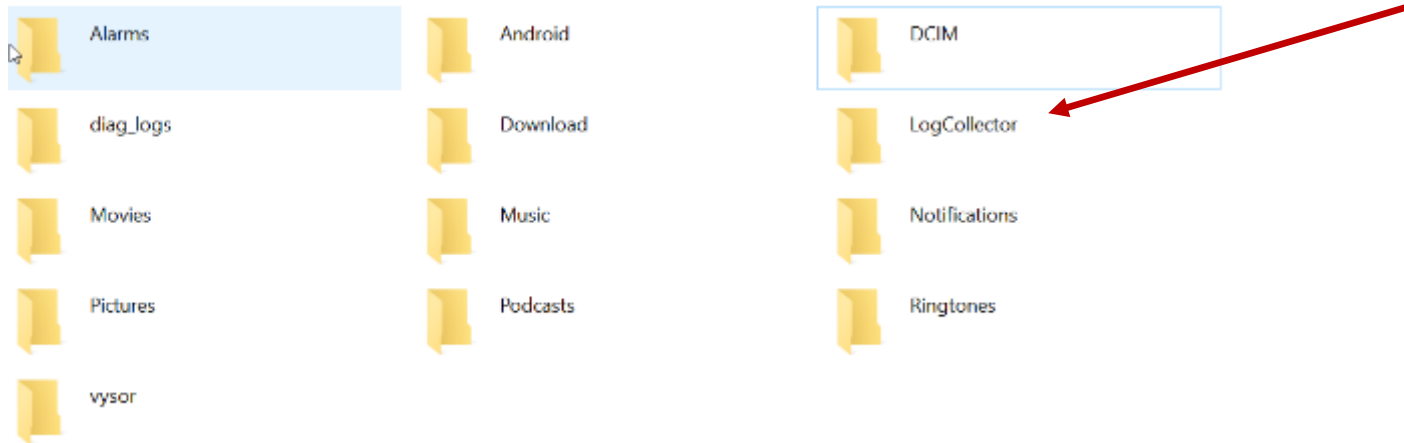 Alarms
Android
DCIM
diag_logs
Download
LogCollector
Movies
Music
Notifications
Pictures
Podcasts
Ringtones
vysor